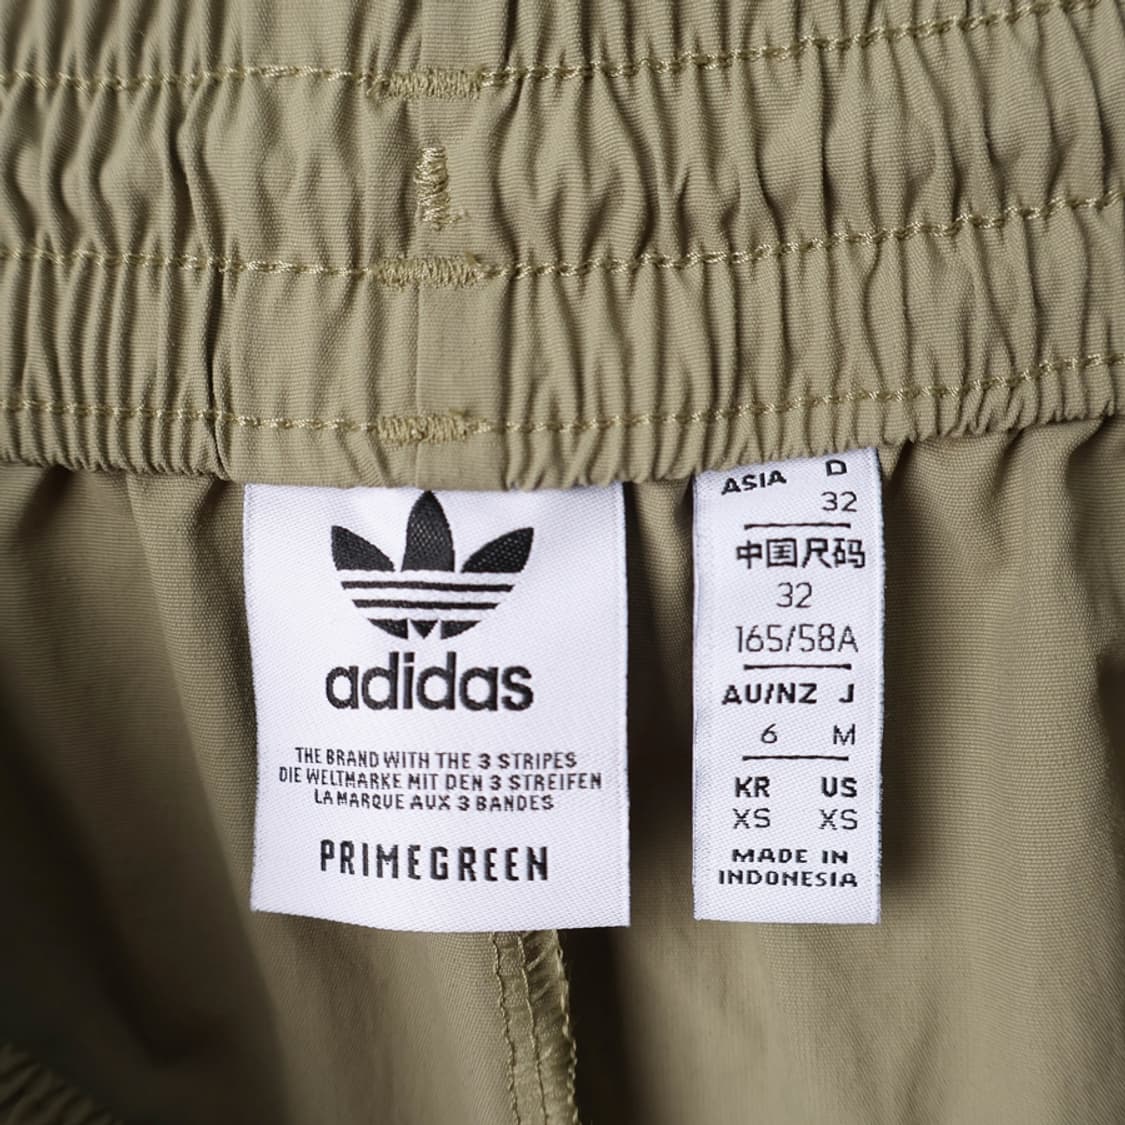 adidas
THE BRAND WITH THE 3 STRIPES
DIE WELTMARKE MIT DEN 3 STREIFEN
LA MARQUE AUX 3 BANDES
PRIMEGREEN
ASIA D
32
中国尺码
32
165/58A
AU/NZ J
6 M
KR US
XS XS
MADE IN
INDONESIA